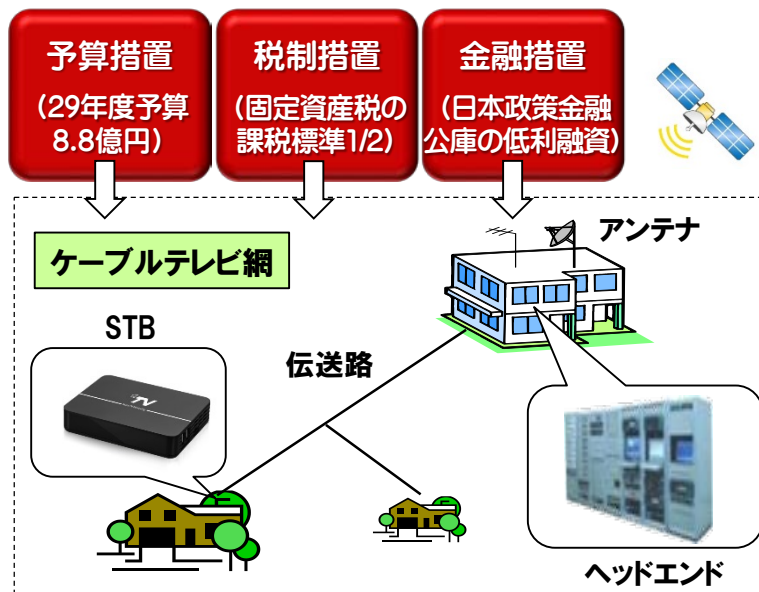 予算措置
(29年度予算
8.8億円)
税制措置
(固定資産税の
課税標準1/2)
金融措置
(日本政策金融
公庫の低利融資)
アンテナ
ケーブルテレビ網
STB
TV
伝送路
ヘッドエンド